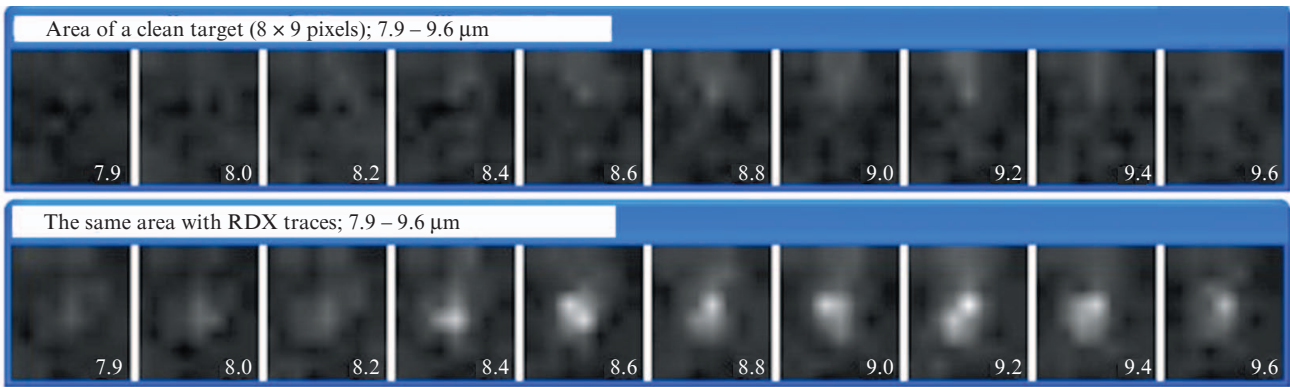 Area of a clean target (8 × 9 pixels); 7.9 – 9.6 μm
7.9 8.0 8.2 8.4 8.6 8.8 9.0 9.2 9.4 9.6
The same area with RDX traces; 7.9 – 9.6 μm
7.9 8.0 8.2 8.4 8.6 8.8 9.0 9.2 9.4 9.6